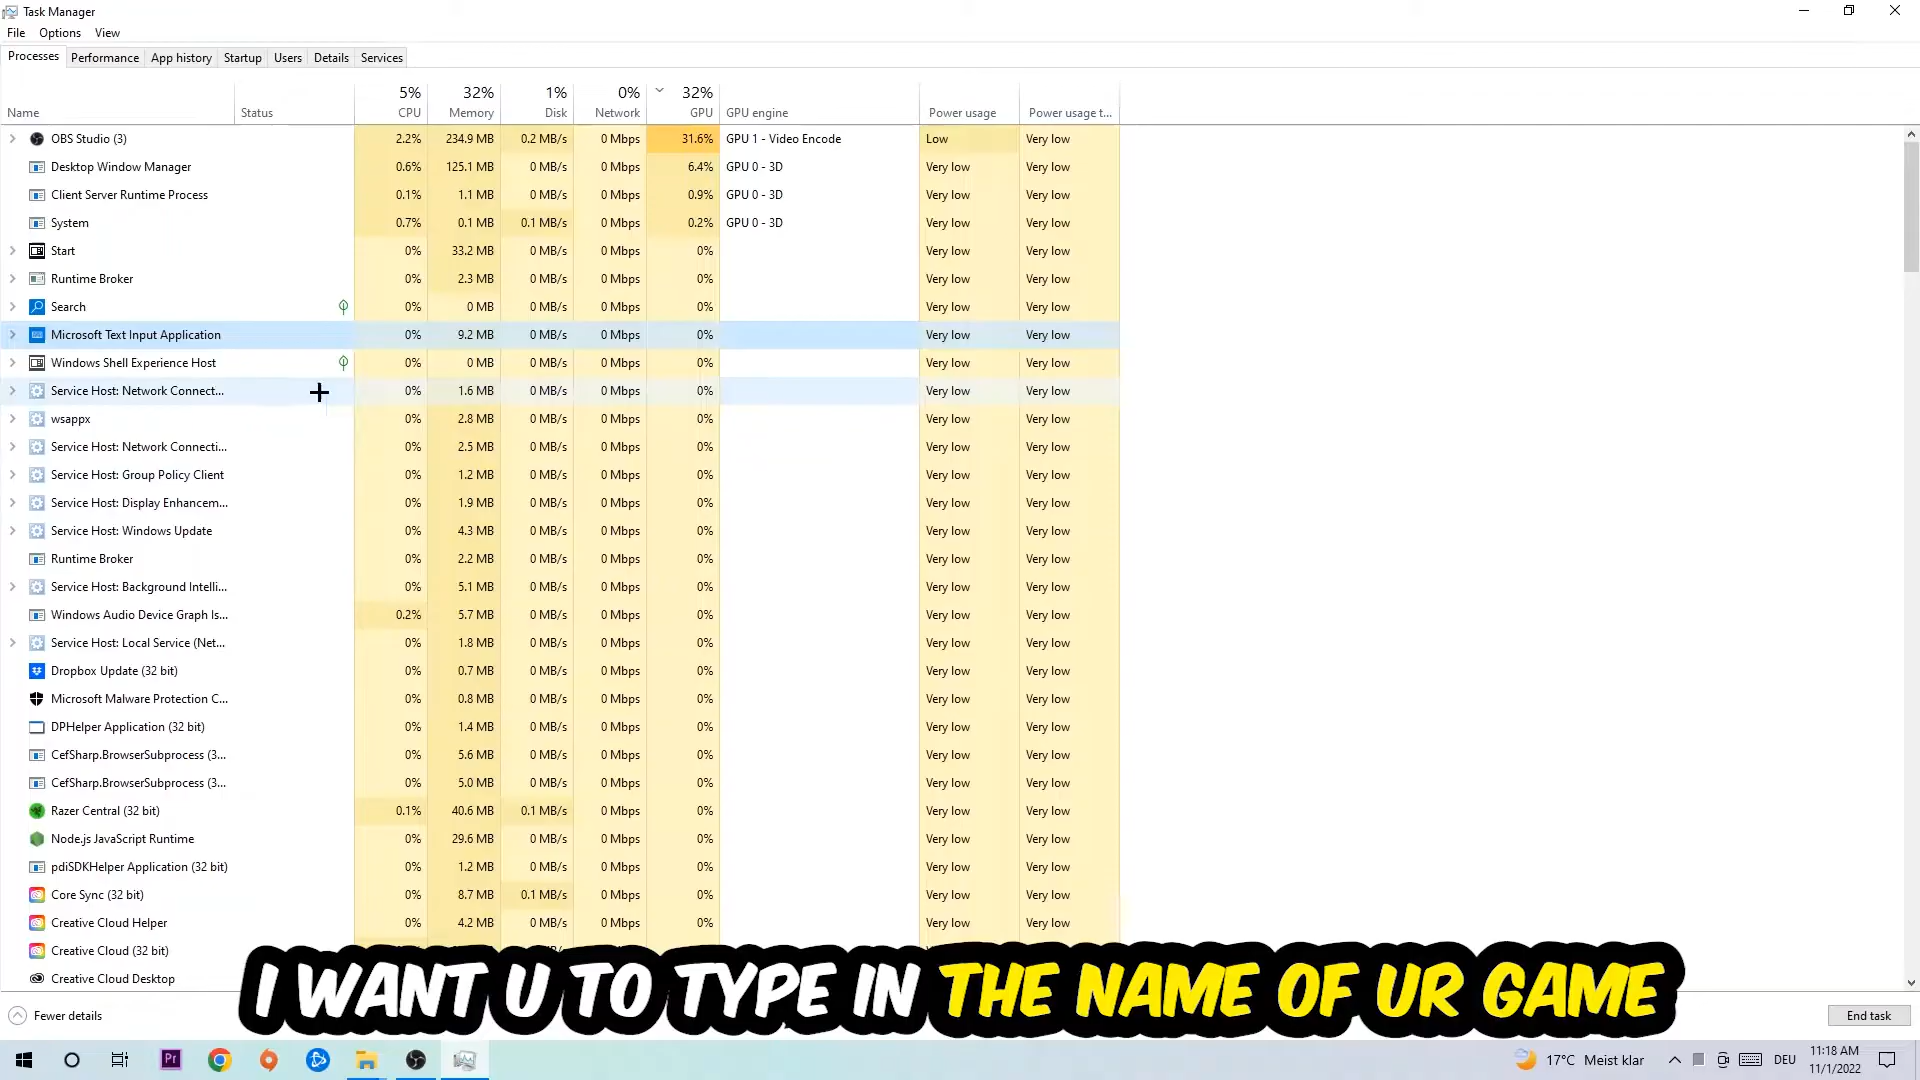 Task Manager
File Options View
Processes Performance App history Startup Users Details Services
5% 32% 1% 0% 32%
Name Status CPU Memory Disk Network GPU GPU engine Power usage Power usage t...
OBS Studio (3) 2.2% 234.9 MB 0.2 MB/s 0 Mbps 31.6% GPU 1 - Video Encode Low Very low
Desktop Window Manager 0.6% 125.1 MB 0 MB/s 0 Mbps 6.4% GPU 0 - 3D Very low Very low
Client Server Runtime Process 0.1% 1.1 MB 0 MB/s 0 Mbps 0.9% GPU 0 - 3D Very low Very low
System 0.7% 0.1 MB 0.1 MB/s 0 Mbps 0.2% GPU 0 - 3D Very low Very low
Start 0% 33.2 MB 0 MB/s 0 Mbps 0% Very low Very low
Runtime Broker 0% 2.3 MB 0 MB/s 0 Mbps 0% Very low Very low
Search 0% 0 MB 0 MB/s 0 Mbps 0% Very low Very low
Microsoft Text Input Application 0% 9.2 MB 0 MB/s 0 Mbps 0% Very low Very low
Windows Shell Experience Host 0% 0 MB 0 MB/s 0 Mbps 0% Very low Very low
Service Host: Network Connect... 0% 1.6 MB 0 MB/s 0 Mbps 0% Very low Very low
wsappx 0% 2.8 MB 0 MB/s 0 Mbps 0% Very low Very low
Service Host: Network Connecti... 0% 2.5 MB 0 MB/s 0 Mbps 0% Very low Very low
Service Host: Group Policy Client 0% 1.2 MB 0 MB/s 0 Mbps 0% Very low Very low
Service Host: Display Enhancem... 0% 1.9 MB 0 MB/s 0 Mbps 0% Very low Very low
Service Host: Windows Update 0% 4.3 MB 0 MB/s 0 Mbps 0% Very low Very low
Runtime Broker 0% 2.2 MB 0 MB/s 0 Mbps 0% Very low Very low
Service Host: Background Intelli... 0% 5.1 MB 0 MB/s 0 Mbps 0% Very low Very low
Windows Audio Device Graph Is... 0.2% 5.7 MB 0 MB/s 0 Mbps 0% Very low Very low
Service Host: Local Service (Net... 0% 1.8 MB 0 MB/s 0 Mbps 0% Very low Very low
Dropbox Update (32 bit) 0% 0.7 MB 0 MB/s 0 Mbps 0% Very low Very low
Microsoft Malware Protection C... 0% 0.8 MB 0 MB/s 0 Mbps 0% Very low Very low
DPHelper Application (32 bit) 0% 1.4 MB 0 MB/s 0 Mbps 0% Very low Very low
CefSharp.BrowserSubprocess (3... 0% 5.6 MB 0 MB/s 0 Mbps 0% Very low Very low
CefSharp.BrowserSubprocess (3... 0% 5.0 MB 0 MB/s 0 Mbps 0% Very low Very low
Razer Central (32 bit) 0.1% 40.6 MB 0.1 MB/s 0 Mbps 0% Very low Very low
Node.js JavaScript Runtime 0% 29.6 MB 0 MB/s 0 Mbps 0% Very low Very low
pdiSDKHelper Application (32 bit) 0% 1.2 MB 0 MB/s 0 Mbps 0% Very low Very low
Core Sync (32 bit) 0% 8.7 MB 0.1 MB/s 0 Mbps 0% Very low Very low
Creative Cloud Helper 0% 4.2 MB 0 MB/s 0 Mbps 0% Very low Very low
Creative Cloud (32 bit)
Creative Cloud Desktop
I WANT U TO TYPE IN THE NAME OF UR GAME
Fewer details End task
Pr 17°C Meist klar DEU 11:18 AM
11/1/2022